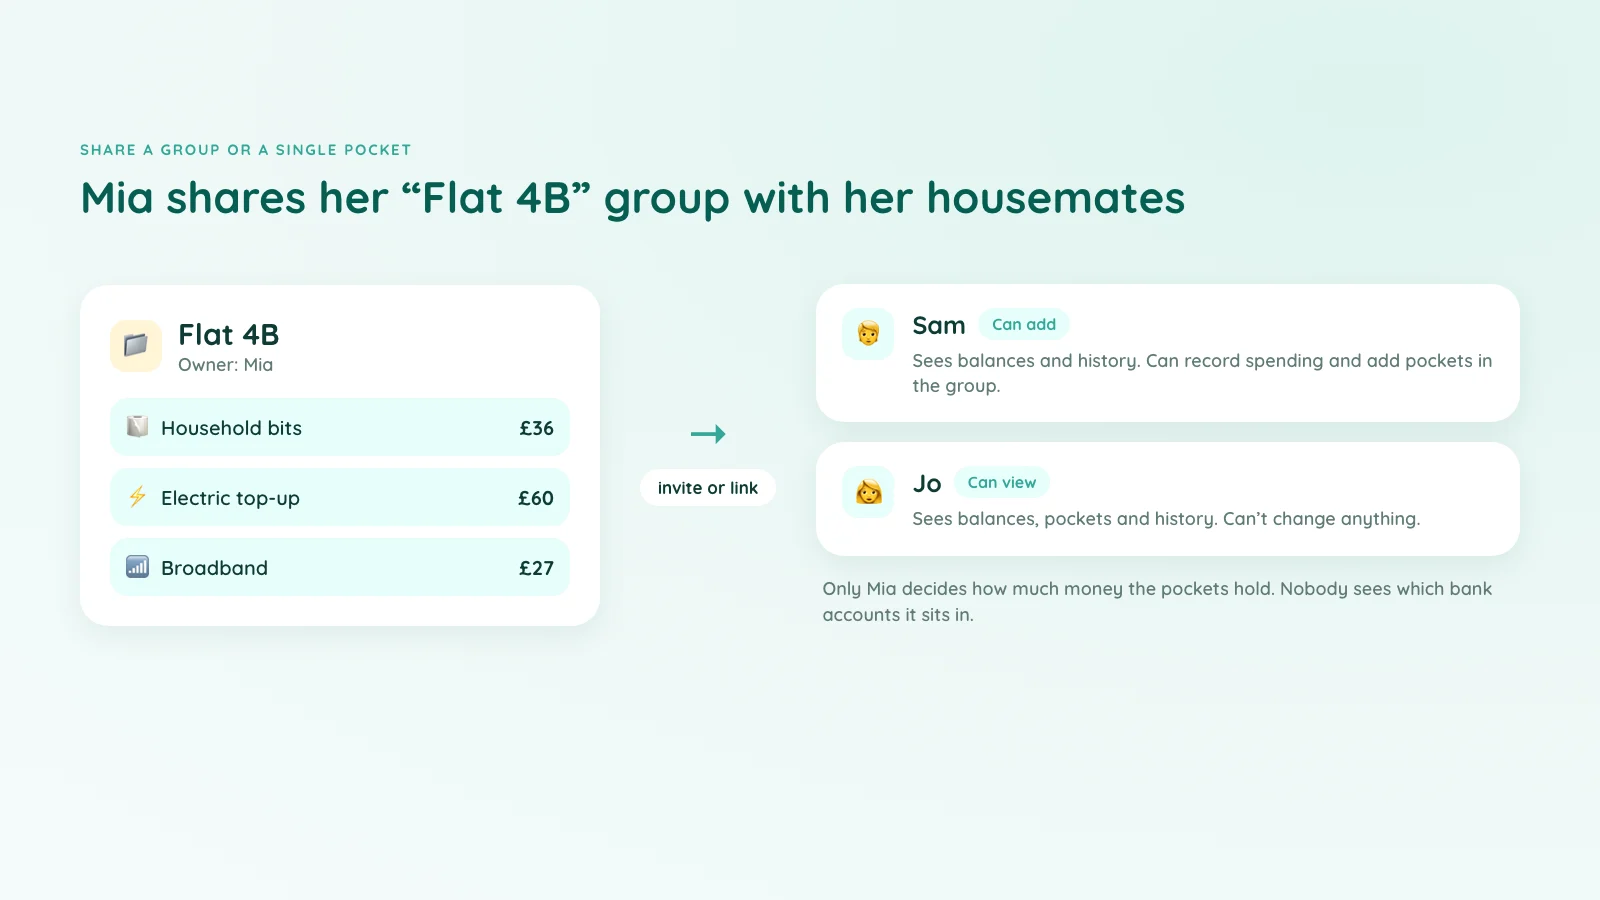 SHARE A GROUP OR A SINGLE POCKET
Mia shares her “Flat 4B” group with her housemates
Flat 4B
Owner: Mia
Household bits £36
Electric top-up £60
Broadband £27
invite or link
Sam Can add
Sees balances and history. Can record spending and add pockets in
the group.
Jo Can view
Sees balances, pockets and history. Can’t change anything.
Only Mia decides how much money the pockets hold. Nobody sees which bank
accounts it sits in.